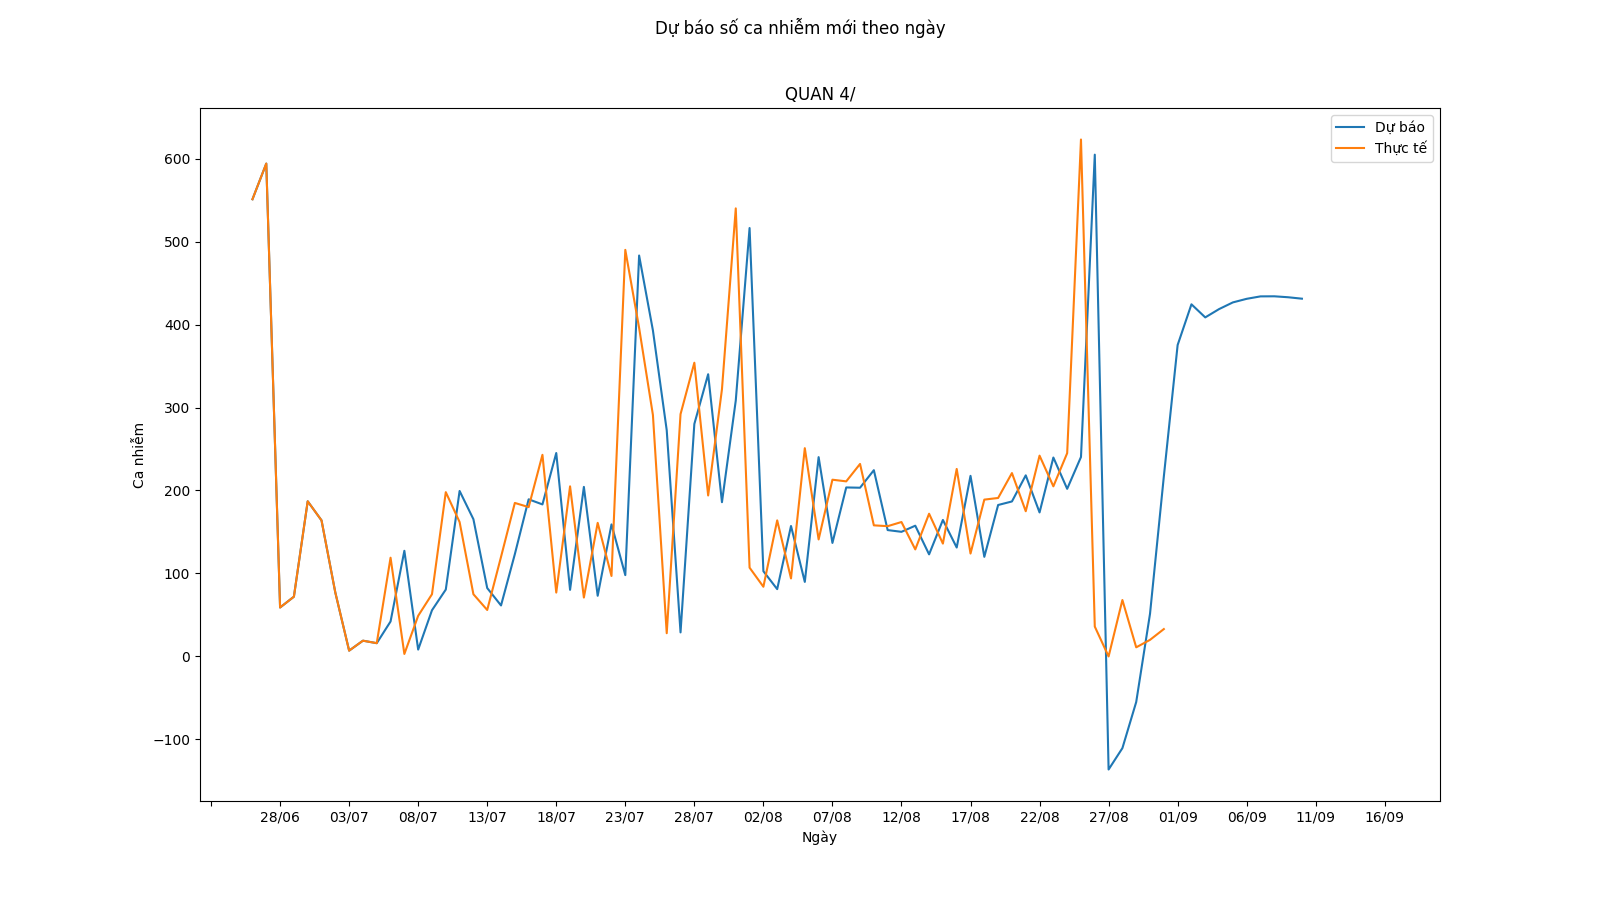 Dự báo số ca nhiễm mới theo ngày
QUAN 4/
Dự báo
Thực tế
600
500
400
300
200
100
0
−100
Ca nhiễm
28/06 03/07 08/07 13/07 18/07 23/07 28/07 02/08 07/08 12/08 17/08 22/08 27/08 01/09 06/09 11/09 16/09
Ngày